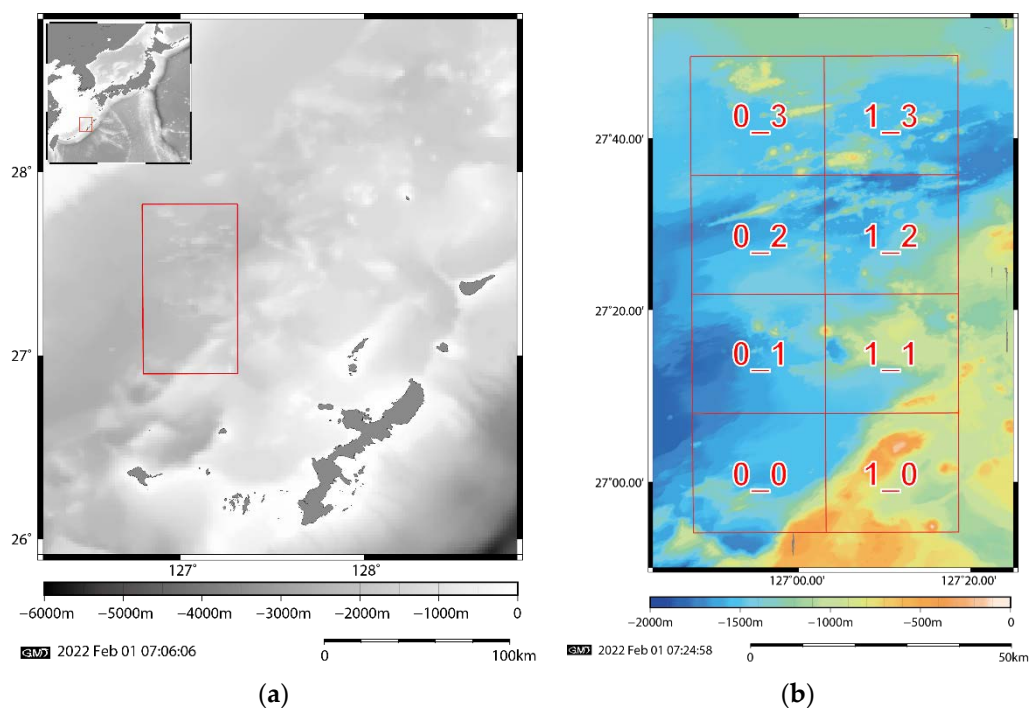 28°
27°
26°
127°
128°
−6000m −5000m −4000m −3000m −2000m −1000m 0
GMD 2022 Feb 01 07:06:06
0 100km
(a)
0_3 1_3
27°40.00'
0_2 1_2
27°20.00'
0_1 1_1
0_0 1_0
27°00.00'
127°00.00' 127°20.00'
−2000m −1500m −1000m −500m 0
GMD 2022 Feb 01 07:24:58
0 50km
(b)